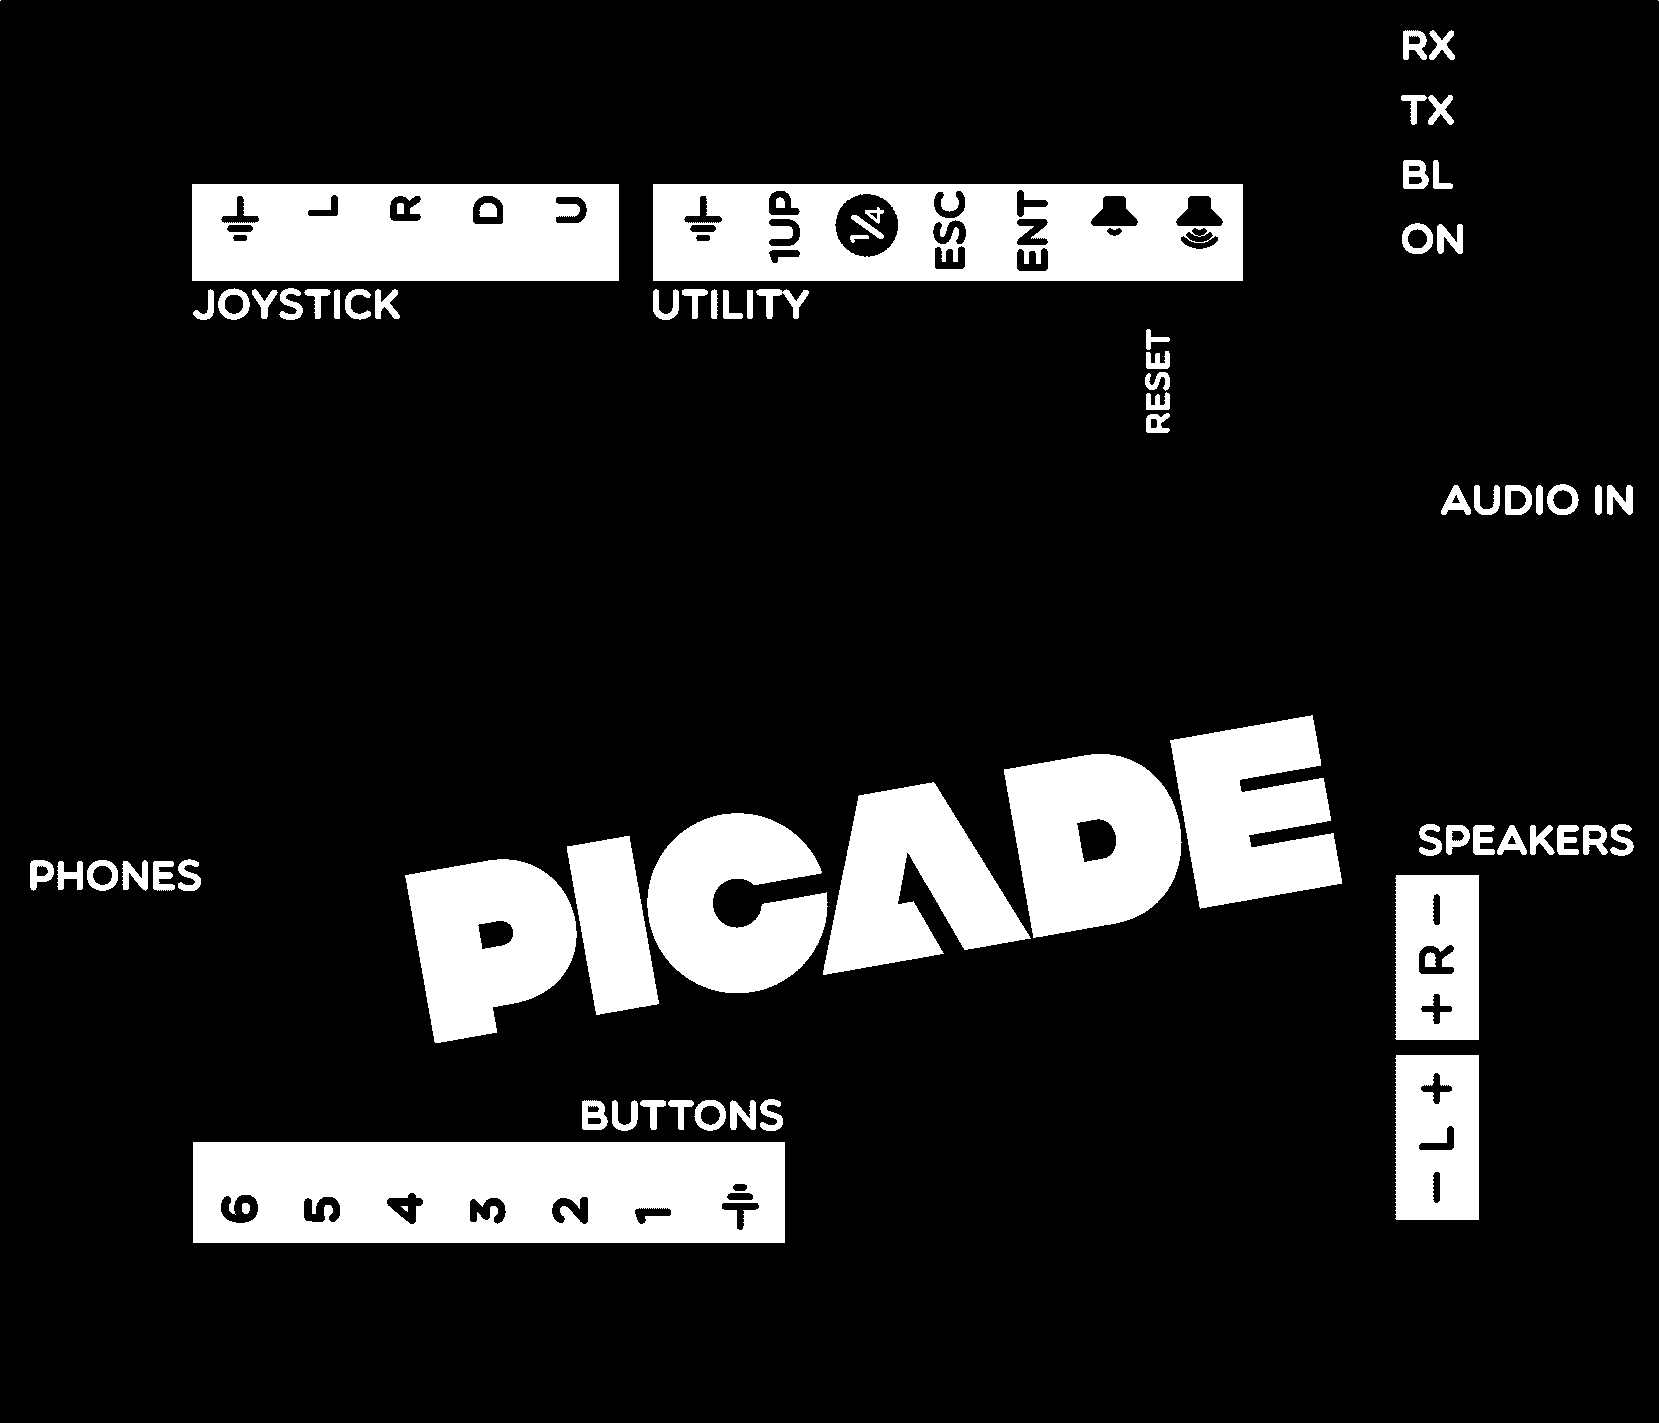 RX
TX
BL
ON
L R D U
JOYSTICK
1UP 1/4 ESC ENT
UTILITY
RESET
AUDIO IN
PICADE
PHONES
SPEAKERS
+ R −
− L +
BUTTONS
6 5 4 3 2 1